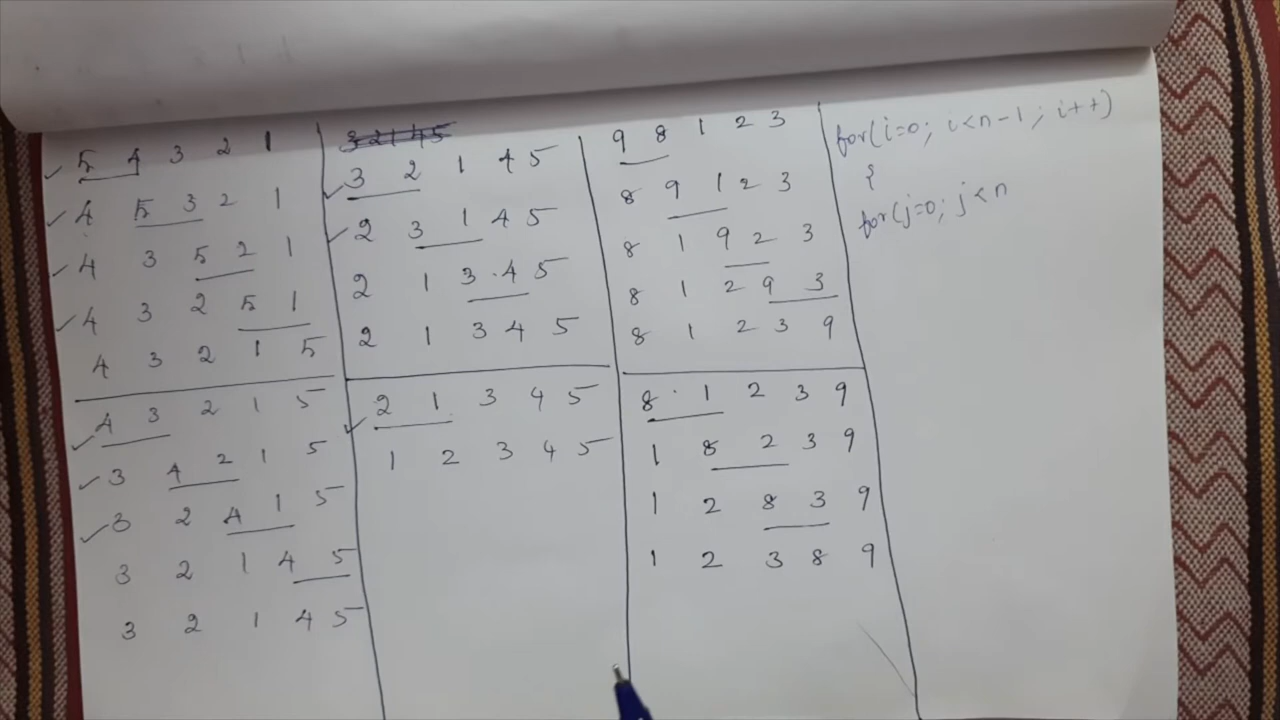 5 4 3 2 1
4 5 3 2 1
4 3 5 2 1
4 3 2 5 1
4 3 2 1 5
4 3 2 1 5
3 4 2 1 5
3 2 4 1 5
3 2 1 4 5
3 2 1 4 5
3 2 1 4 5
3 2 1 4 5
2 3 1 4 5
2 1 3 4 5
2 1 3 4 5
2 1 3 4 5
1 2 3 4 5
9 8 1 2 3
8 9 1 2 3
8 1 9 2 3
8 1 2 9 3
8 1 2 3 9
8 1 2 3 9
1 8 2 3 9
1 2 8 3 9
1 2 3 8 9
for(i=0; i<n-1; i++)
{
for(j=0; j<n